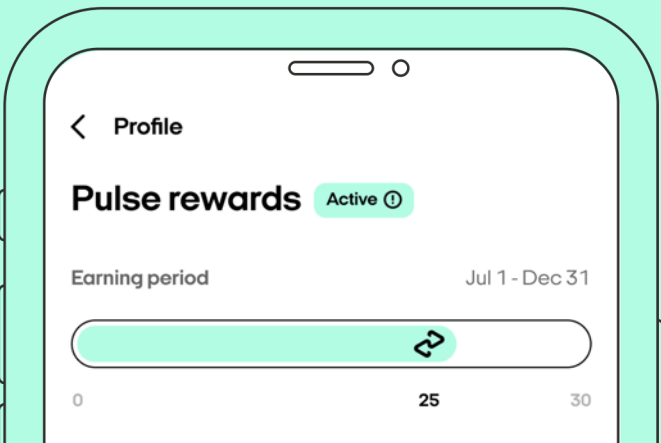 Profile
Pulse rewards Active
Earning period Jul 1 - Dec 31
0 25 30